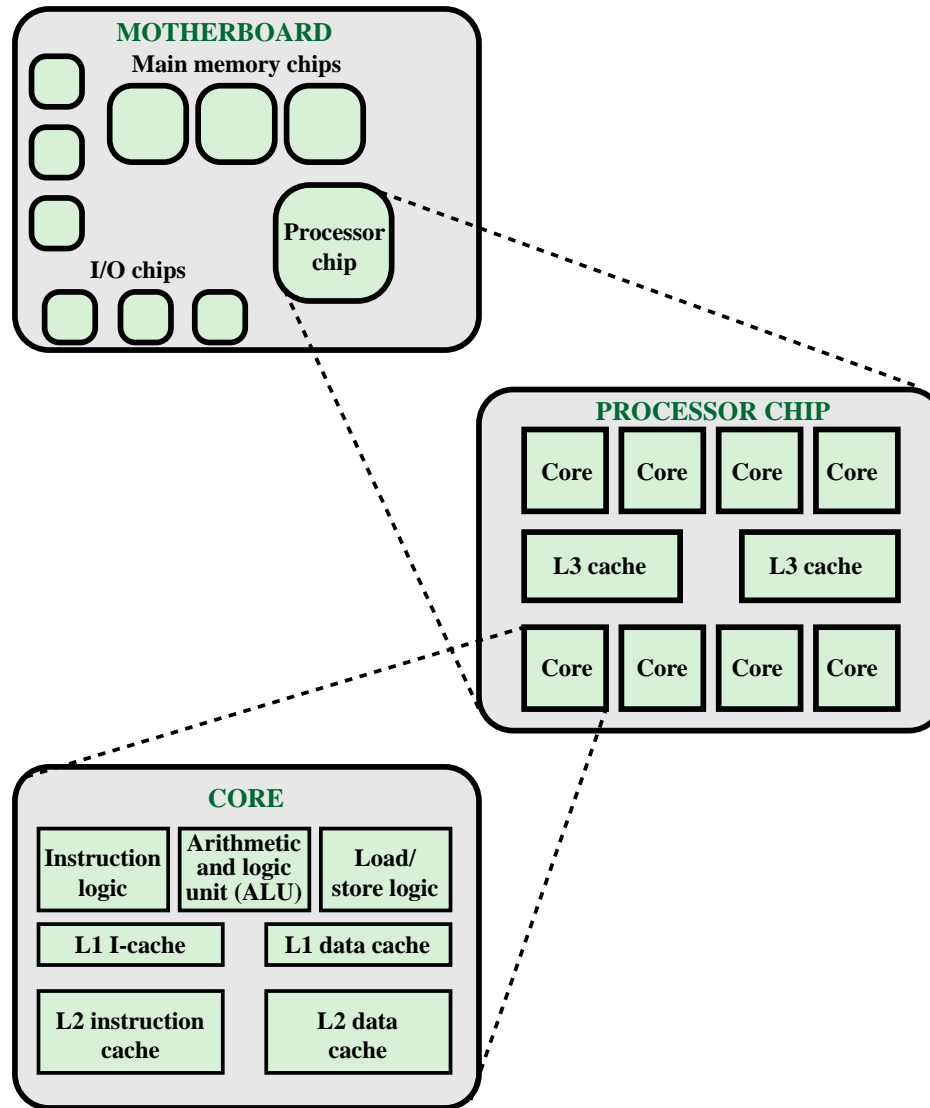 MOTHERBOARD
Main memory chips
Processor
chip
I/O chips
PROCESSOR CHIP
Core
Core
Core
Core
L3 cache
L3 cache
Core
Core
Core
Core
CORE
Instruction
logic
Arithmetic
and logic
unit (ALU)
Load/
store logic
L1 I-cache
L1 data cache
L2 instruction
cache
L2 data
cache